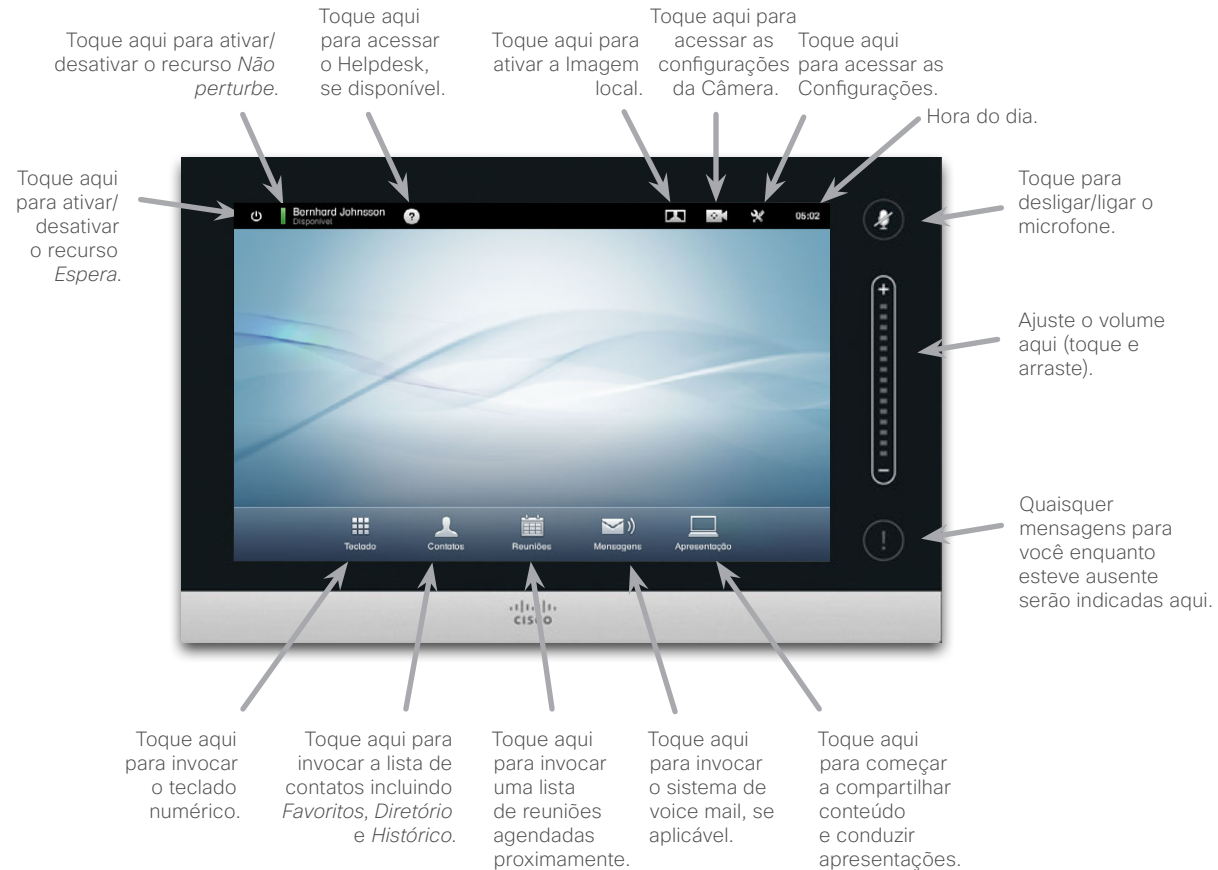 Toque aqui para ativar/
desativar o recurso Não
perturbe.
Toque aqui
para acessar
o Helpdesk,
se disponível.
Toque aqui para
ativar a Imagem
local.
Toque aqui para
acessar as
configurações
da Câmera.
Toque aqui
para acessar as
Configurações.
Hora do dia.
Toque aqui
para ativar/
desativar
o recurso
Espera.
Bernhard Johnsson
Disponível
?
05:02
Toque para
desligar/ligar o
microfone.
+
Ajuste o volume
aqui (toque e
arraste).
–
Quaisquer
mensagens para
você enquanto
esteve ausente
serão indicadas aqui.
!
Teclado
Contatos
Reuniões
Mensagens
Apresentação
CISCO
Toque aqui
para invocar
o teclado
numérico.
Toque aqui para
invocar a lista de
contatos incluindo
Favoritos, Diretório
e Histórico.
Toque aqui
para invocar
uma lista
de reuniões
agendadas
proximamente.
Toque aqui
para invocar
o sistema de
voice mail, se
aplicável.
Toque aqui
para começar
a compartilhar
conteúdo
e conduzir
apresentações.